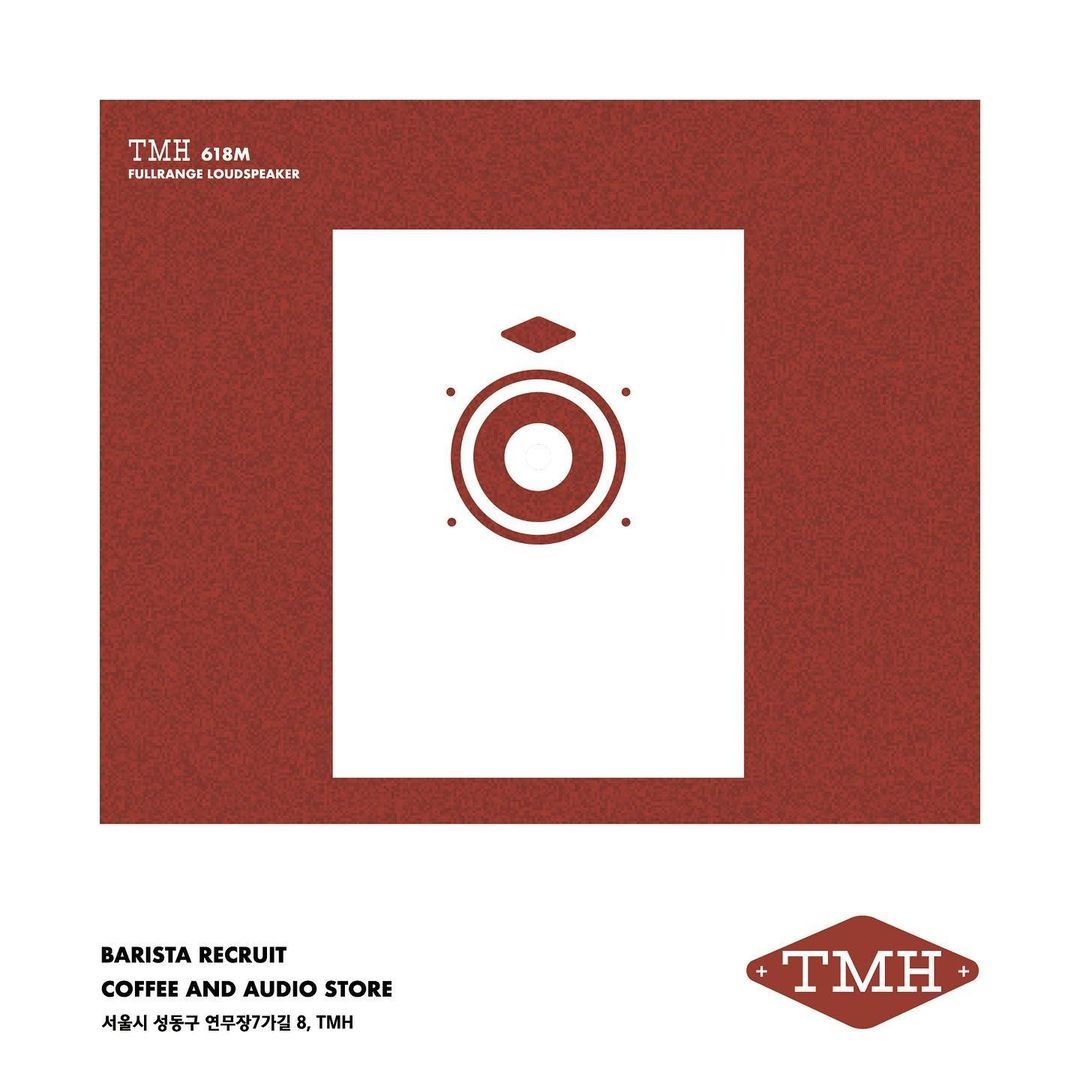 TMH 618M
FULLRANGE LOUDSPEAKER
BARISTA RECRUIT
COFFEE AND AUDIO STORE
서울시 성동구 연무장7가길 8, TMH
+ TMH +